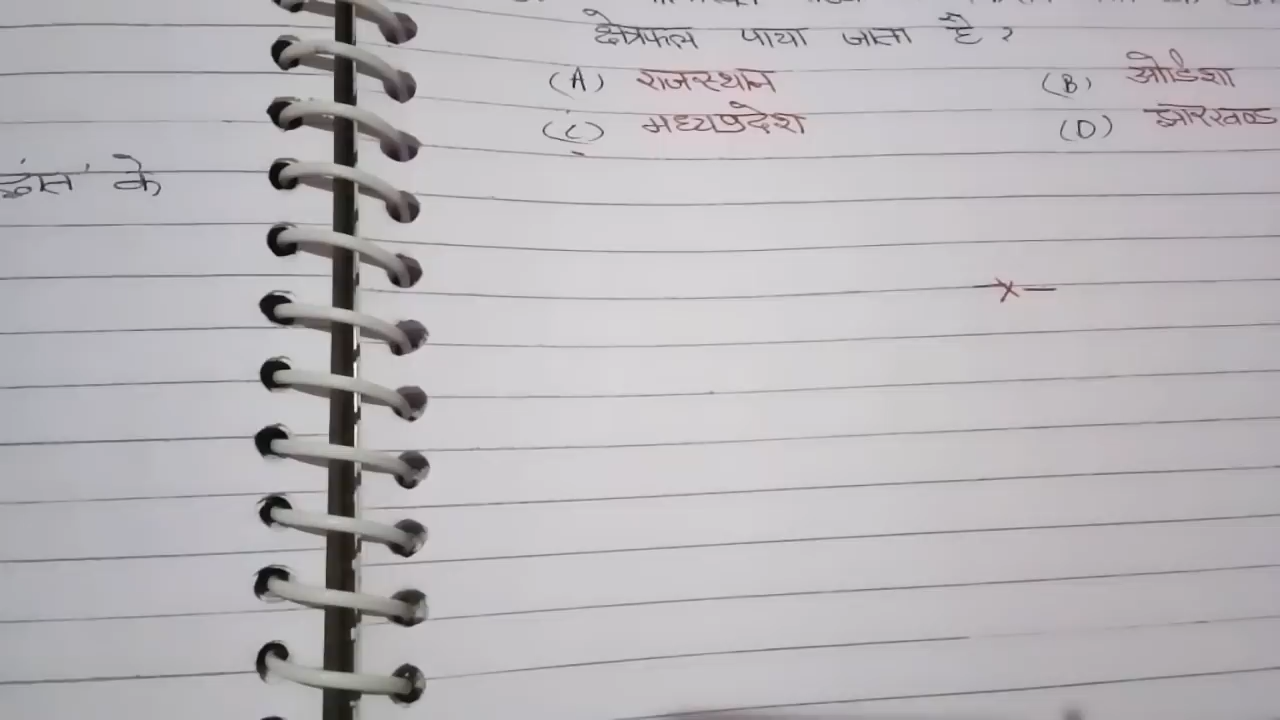 के
क्षेत्रफल पाया जाता है ?
(A) राजस्थान (B) ओडिशा
(C) मध्यप्रदेश (D) झारखण्ड